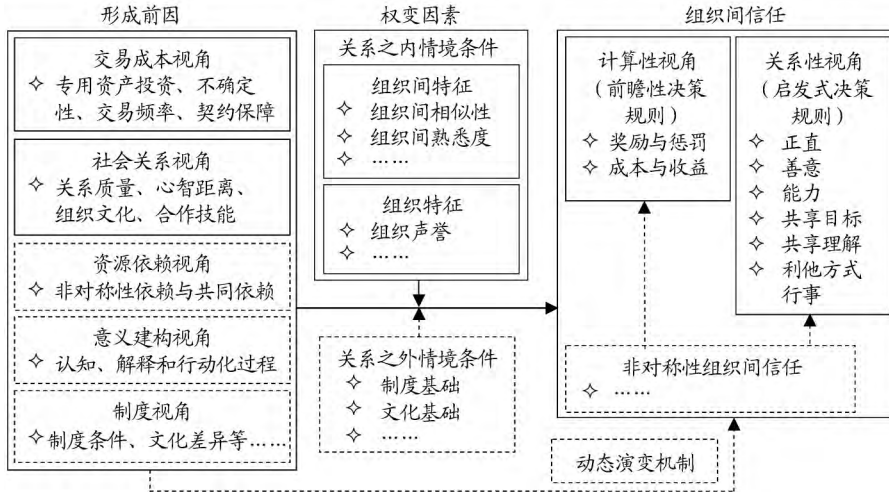 形成前因
交易成本视角
✧ 专用资产投资、不确定
性、交易频率、契约保障
社会关系视角
✧ 关系质量、心智距离、
组织文化、合作技能
资源依赖视角
✧ 非对称性依赖与共同依赖
意义建构视角
✧ 认知、解释和行动化过程
制度视角
✧ 制度条件、文化差异等……
权变因素
关系之内情境条件
组织间特征
✧ 组织间相似性
✧ 组织间熟悉度
✧ ……
组织特征
✧ 组织声誉
✧ ……
关系之外情境条件
✧ 制度基础
✧ 文化基础
✧ ……
组织间信任
计算性视角
(前瞻性决策
规则)
✧ 奖励与惩罚
✧ 成本与收益
关系性视角
(启发式决策
规则)
✧ 正直
✧ 善意
✧ 能力
✧ 共享目标
✧ 共享理解
✧ 利他方式
行事
非对称性组织间信任
✧ ……
动态演变机制